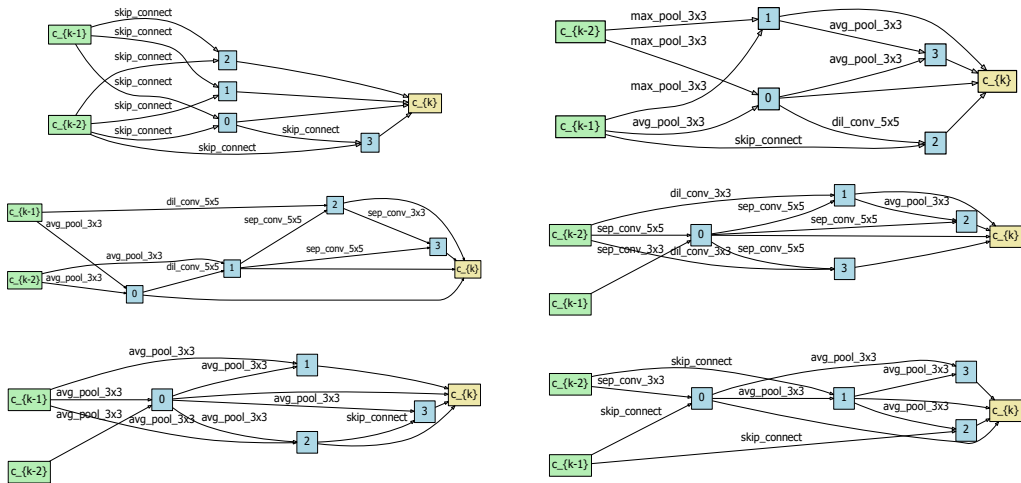 skip_connect
c_{k-1}
skip_connect
2
skip_connect
skip_connect
1
c_{k}
skip_connect
c_{k-2}
0
skip_connect
skip_connect
3
skip_connect
max_pool_3x3
1
avg_pool_3x3
c_{k-2}
max_pool_3x3
3
avg_pool_3x3
c_{k}
max_pool_3x3
0
c_{k-1}
avg_pool_3x3
dil_conv_5x5
skip_connect
2
c_{k-1}
dil_conv_5x5
2
avg_pool_3x3
sep_conv_5x5
sep_conv_3x3
3
sep_conv_5x5
avg_pool_3x3
c_{k-2}
avg_pool_3x3
dil_conv_5x5
1
c_{k}
0
dil_conv_3x3
1
sep_conv_5x5
avg_pool_3x3
2
c_{k-2}
sep_conv_5x5
0
sep_conv_5x5
c_{k}
sep_conv_3x3
dil_conv_3x3
sep_conv_5x5
3
c_{k-1}
avg_pool_3x3
avg_pool_3x3
1
c_{k-1}
avg_pool_3x3
0
avg_pool_3x3
c_{k}
3
avg_pool_3x3
avg_pool_3x3
avg_pool_3x3
skip_connect
2
c_{k-2}
skip_connect
avg_pool_3x3
3
c_{k-2}
sep_conv_3x3
avg_pool_3x3
0
avg_pool_3x3
1
c_{k}
skip_connect
avg_pool_3x3
2
skip_connect
c_{k-1}